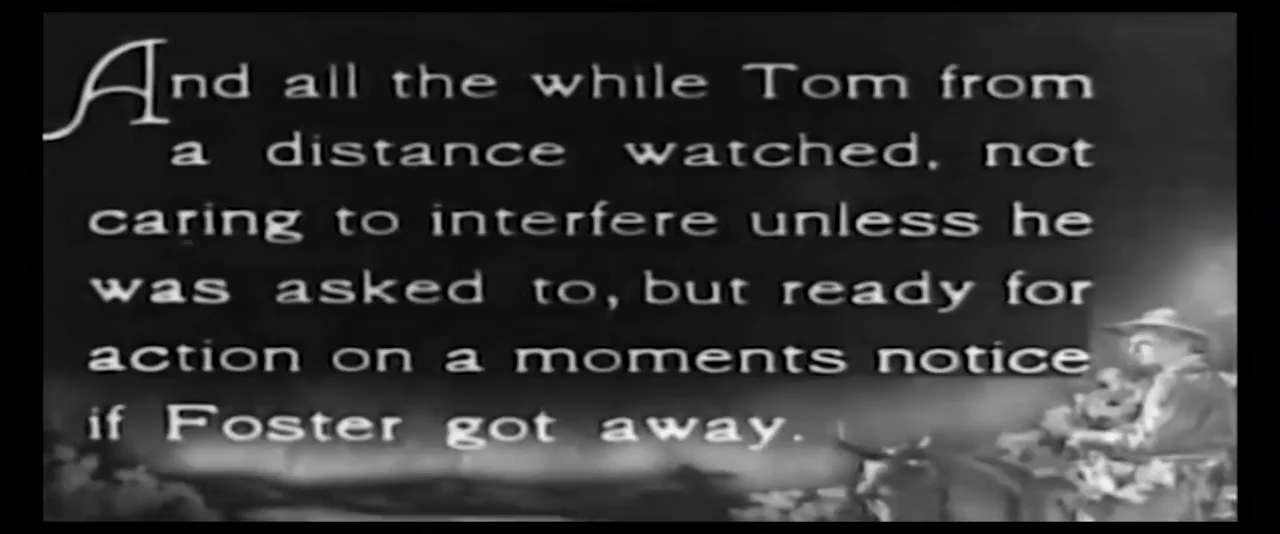 And all the while Tom from
a distance watched, not
caring to interfere unless he
was asked to, but ready for
action on a moments notice
if Foster got away.